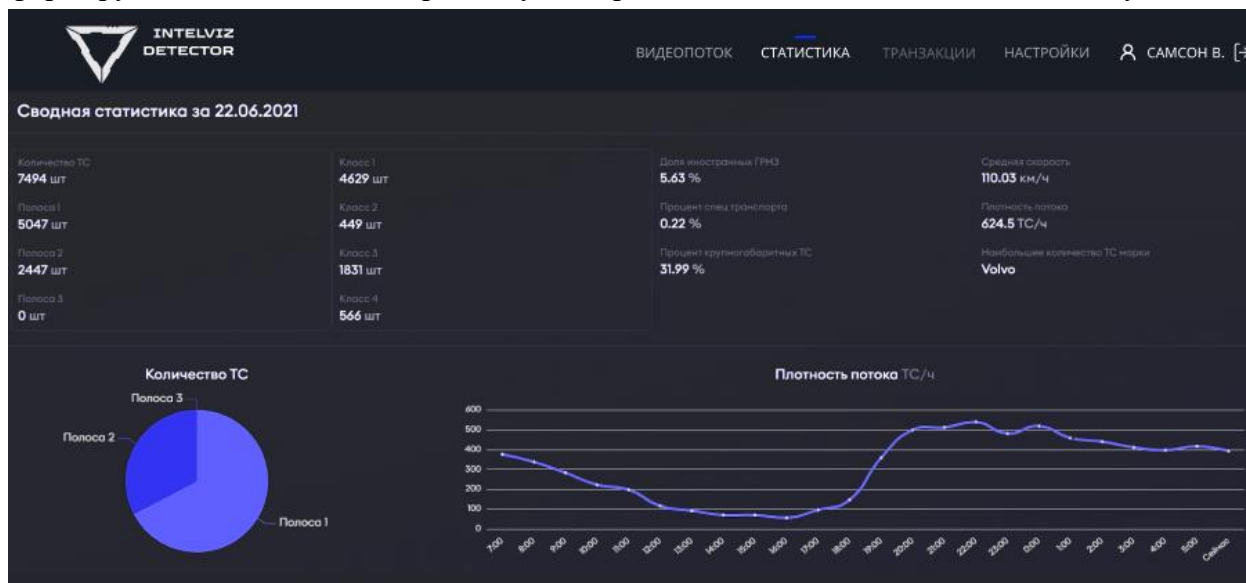 INTELVIZ
DETECTOR
ВИДЕОПОТОК СТАТИСТИКА ТРАНЗАКЦИИ НАСТРОЙКИ САМСОН В.
Сводная статистика за 22.06.2021
Количество ТС
7494 шт
Полоса 1
5047 шт
Полоса 2
2447 шт
Полоса 3
0 шт
Класс 1
4629 шт
Класс 2
449 шт
Класс 3
1831 шт
Класс 4
566 шт
Доля иностранных ГРМЗ
5.63 %
Процент спец транспорта
0.22 %
Процент крупногабаритных ТС
31.99 %
Средняя скорость
110.03 км/ч
Плотность потока
624.5 ТС/ч
Наибольшее количество ТС марки
Volvo
Количество ТС
Полоса 3
Полоса 2
Полоса 1
Плотность потока ТС/ч
600
500
400
300
200
100
0
7:00 8:00 9:00 10:00 11:00 12:00 13:00 14:00 15:00 16:00 17:00 18:00 19:00 20:00 21:00 22:00 23:00 0:00 1:00 2:00 3:00 4:00 5:00 Сейчас